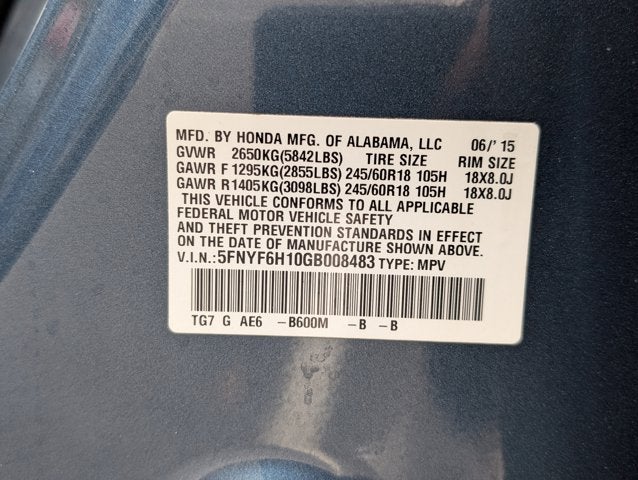 MFD. BY HONDA MFG. OF ALABAMA, LLC 06/'15
GVWR 2650KG(5842LBS) TIRE SIZE RIM SIZE
GAWR F 1295KG(2855LBS) 245/60R18 105H 18X8.0J
GAWR R1405KG(3098LBS) 245/60R18 105H 18X8.0J
THIS VEHICLE CONFORMS TO ALL APPLICABLE
FEDERAL MOTOR VEHICLE SAFETY
AND THEFT PREVENTION STANDARDS IN EFFECT
ON THE DATE OF MANUFACTURE SHOWN ABOVE.
V.I.N.: 5FNYF6H10GB008483 TYPE: MPV
TG7 G AE6 -B600M -B -B